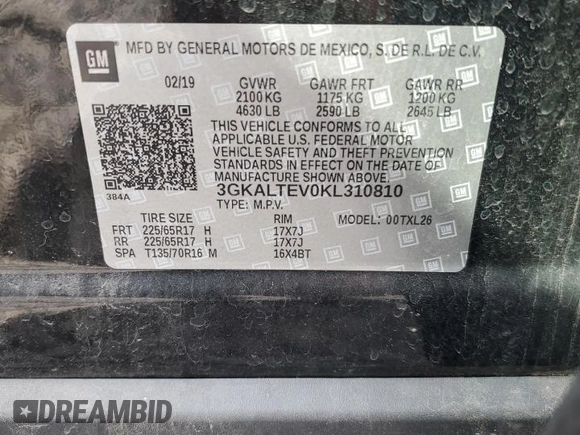 GM
MFD BY GENERAL MOTORS DE MEXICO, S. DE R.L. DE C.V.
02/19 GVWR GAWR FRT GAWR RR
2100 KG 1175 KG 1200 KG
4630 LB 2590 LB 2645 LB
THIS VEHICLE CONFORMS TO ALL
APPLICABLE U.S. FEDERAL MOTOR
VEHICLE SAFETY AND THEFT PREVENTION
STANDARDS IN EFFECT ON THE DATE OF
MANUFACTURE SHOWN ABOVE.
384A 3GKALTEV0KL310810
TYPE: M.P.V.
TIRE SIZE RIM MODEL: 00TXL26
FRT 225/65R17 H 17X7J
RR 225/65R17 H 17X7J
SPA T135/70R16 M 16X4BT
DREAMBID